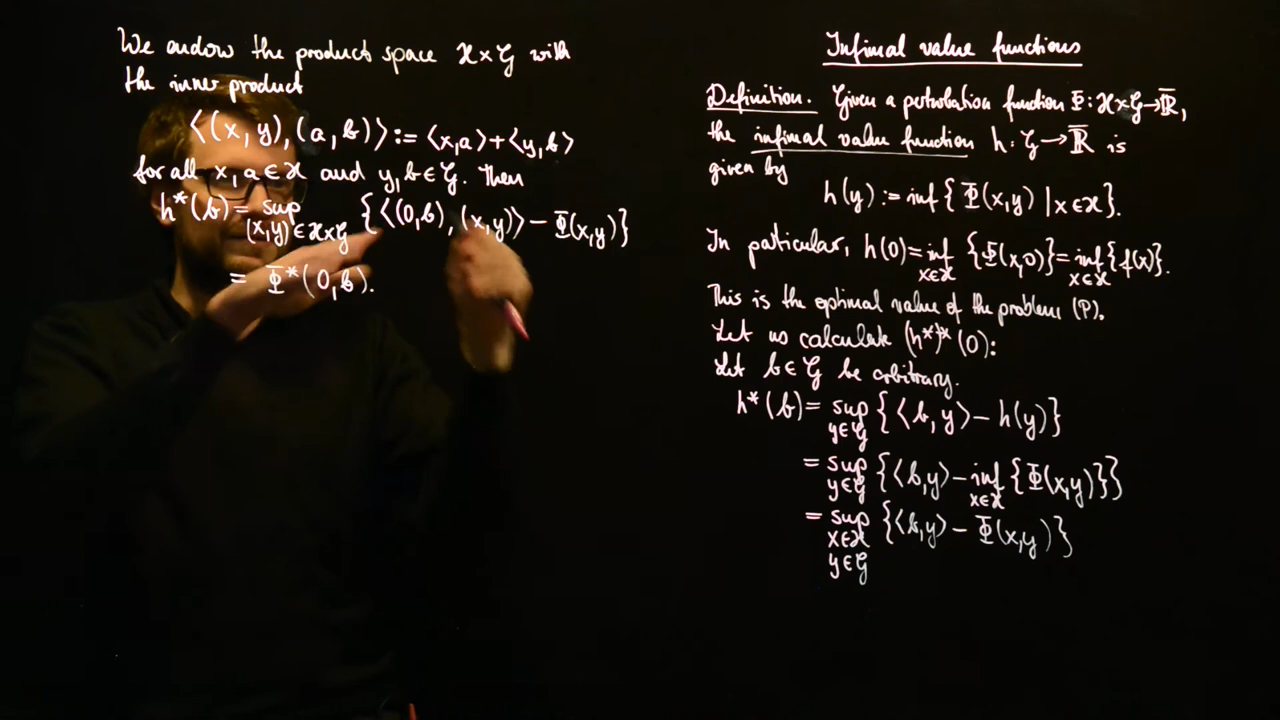 We endow the product space 𝓗×𝓖 with
the inner product
⟨(x,y),(a,b)⟩:=⟨x,a⟩+⟨y,b⟩
for all x,a∈𝓗 and y,b∈𝓖. Then
h*(b)= sup {⟨(0,b),(x,y)⟩−Φ(x,y)}
(x,y)∈𝓗×𝓖
= Φ*(0,b).
Infimal value functions
Definition. Given a perturbation function Φ:𝓗×𝓖→ℝ̅,
the infimal value function h:𝓖→ℝ̅ is
given by
h(y):=inf{Φ(x,y)|x∈𝓗}.
In particular, h(0)=inf {Φ(x,0)}=inf{f(x)}.
x∈𝓗 x∈𝓗
This is the optimal value of the problem (P).
Let us calculate (h*)*(0):
Let b∈𝓖 be arbitrary.
h*(b)= sup {⟨b,y⟩−h(y)}
y∈𝓖
= sup {⟨b,y⟩−inf {Φ(x,y)}}
y∈𝓖 x∈𝓗
= sup {⟨b,y⟩−Φ(x,y)}
x∈𝓗
y∈𝓖